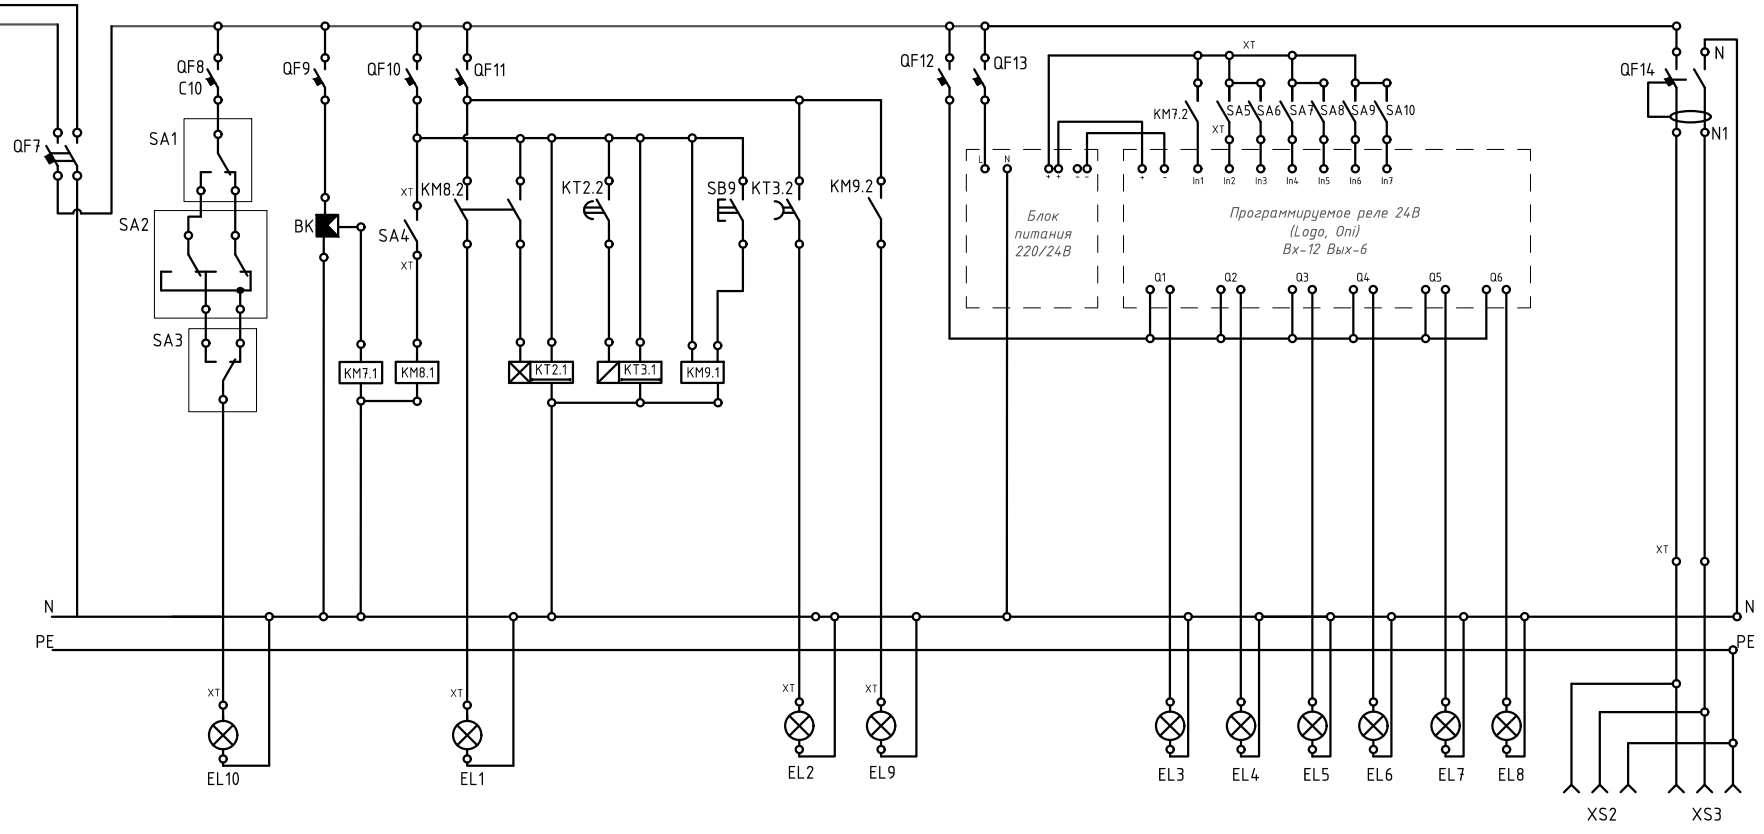 QF8
C10
QF9
QF10
QF11
QF12
QF13
XT
QF14
N
QF7
SA1
KM7.2
SA5
SA6
SA7
SA8
SA9
SA10
XT
N1
L
N
+
+
-
-
+
-
In1
In2
In3
In4
In5
In6
In7
SA2
BK
XT
SA4
XT
KM8.2
KT2.2
SB9
KT3.2
KM9.2
Блок
питания
220/24В
Программируемое реле 24В
(Logo, Oni)
Вх-12 Вых-6
Q1
Q2
Q3
Q4
Q5
Q6
SA3
KM7.1
KM8.1
KT2.1
KT3.1
KM9.1
XT
N
N
PE
PE
XT
XT
XT
XT
EL10
EL1
EL2
EL9
EL3
EL4
EL5
EL6
EL7
EL8
XS2
XS3